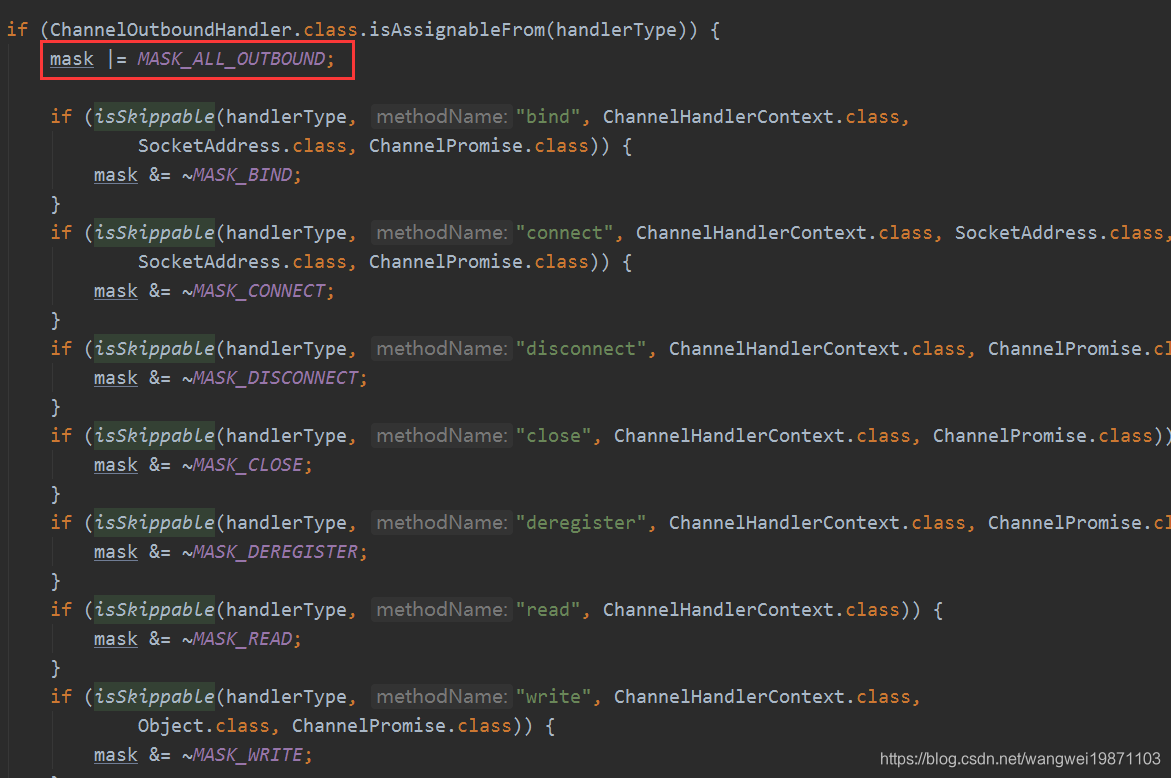 if (ChannelOutboundHandler.class.isAssignableFrom(handlerType)) {
mask |= MASK_ALL_OUTBOUND;
if (isSkippable(handlerType, methodName: "bind", ChannelHandlerContext.class,
SocketAddress.class, ChannelPromise.class)) {
mask &= ~MASK_BIND;
}
if (isSkippable(handlerType, methodName: "connect", ChannelHandlerContext.class, SocketAddress.class,
SocketAddress.class, ChannelPromise.class)) {
mask &= ~MASK_CONNECT;
}
if (isSkippable(handlerType, methodName: "disconnect", ChannelHandlerContext.class, ChannelPromise.cl
mask &= ~MASK_DISCONNECT;
}
if (isSkippable(handlerType, methodName: "close", ChannelHandlerContext.class, ChannelPromise.class))
mask &= ~MASK_CLOSE;
}
if (isSkippable(handlerType, methodName: "deregister", ChannelHandlerContext.class, ChannelPromise.cl
mask &= ~MASK_DEREGISTER;
}
if (isSkippable(handlerType, methodName: "read", ChannelHandlerContext.class)) {
mask &= ~MASK_READ;
}
if (isSkippable(handlerType, methodName: "write", ChannelHandlerContext.class,
Object.class, ChannelPromise.class)) {
mask &= ~MASK_WRITE;
https://blog.csdn.net/wangwei19871103